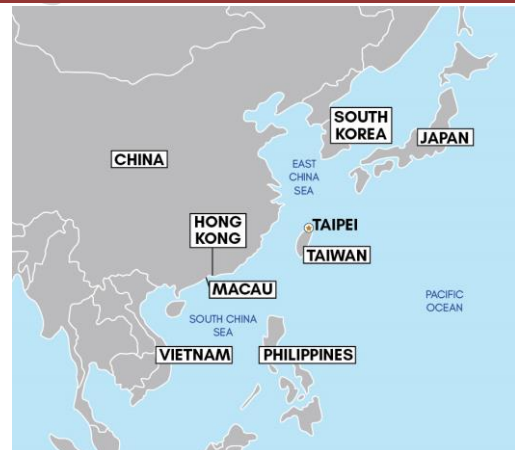 SOUTH
KOREA
JAPAN
CHINA
EAST
CHINA
SEA
HONG
KONG
TAIPEI
TAIWAN
MACAU
PACIFIC
OCEAN
SOUTH CHINA
SEA
VIETNAM
PHILIPPINES